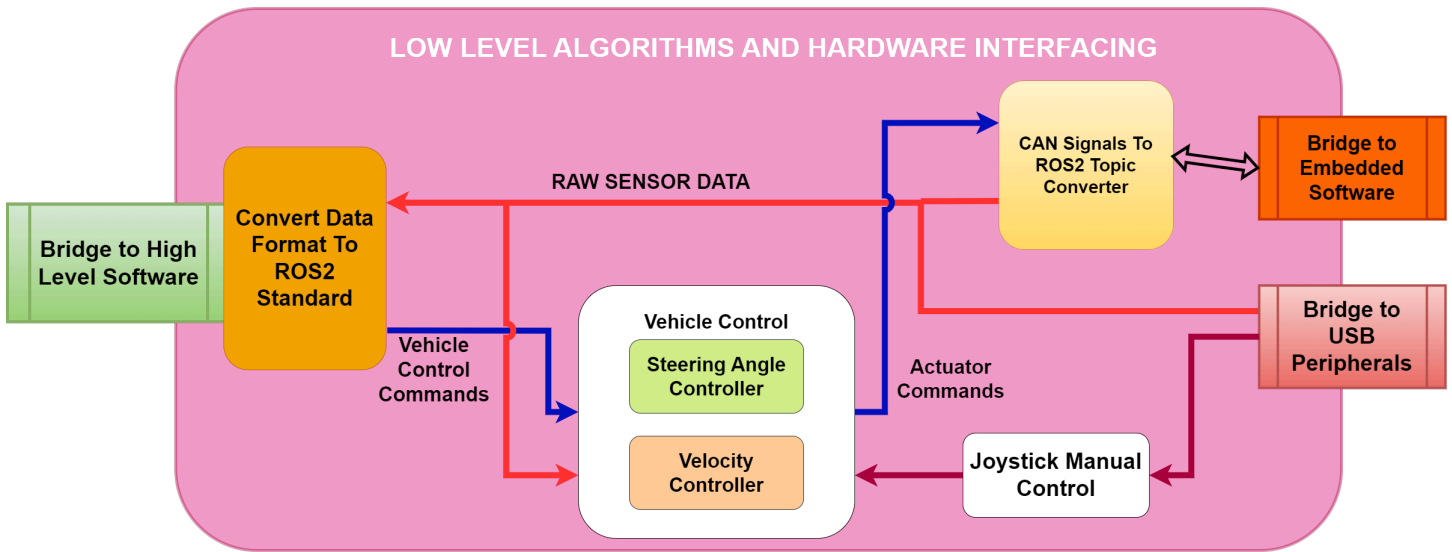 LOW LEVEL ALGORITHMS AND HARDWARE INTERFACING
CAN Signals To
ROS2 Topic
Converter
Bridge to
Embedded
Software
RAW SENSOR DATA
Convert Data
Format To
ROS2
Standard
Bridge to High
Level Software
Vehicle
Control
Commands
Vehicle Control
Steering Angle
Controller
Velocity
Controller
Actuator
Commands
Bridge to
USB
Peripherals
Joystick Manual
Control